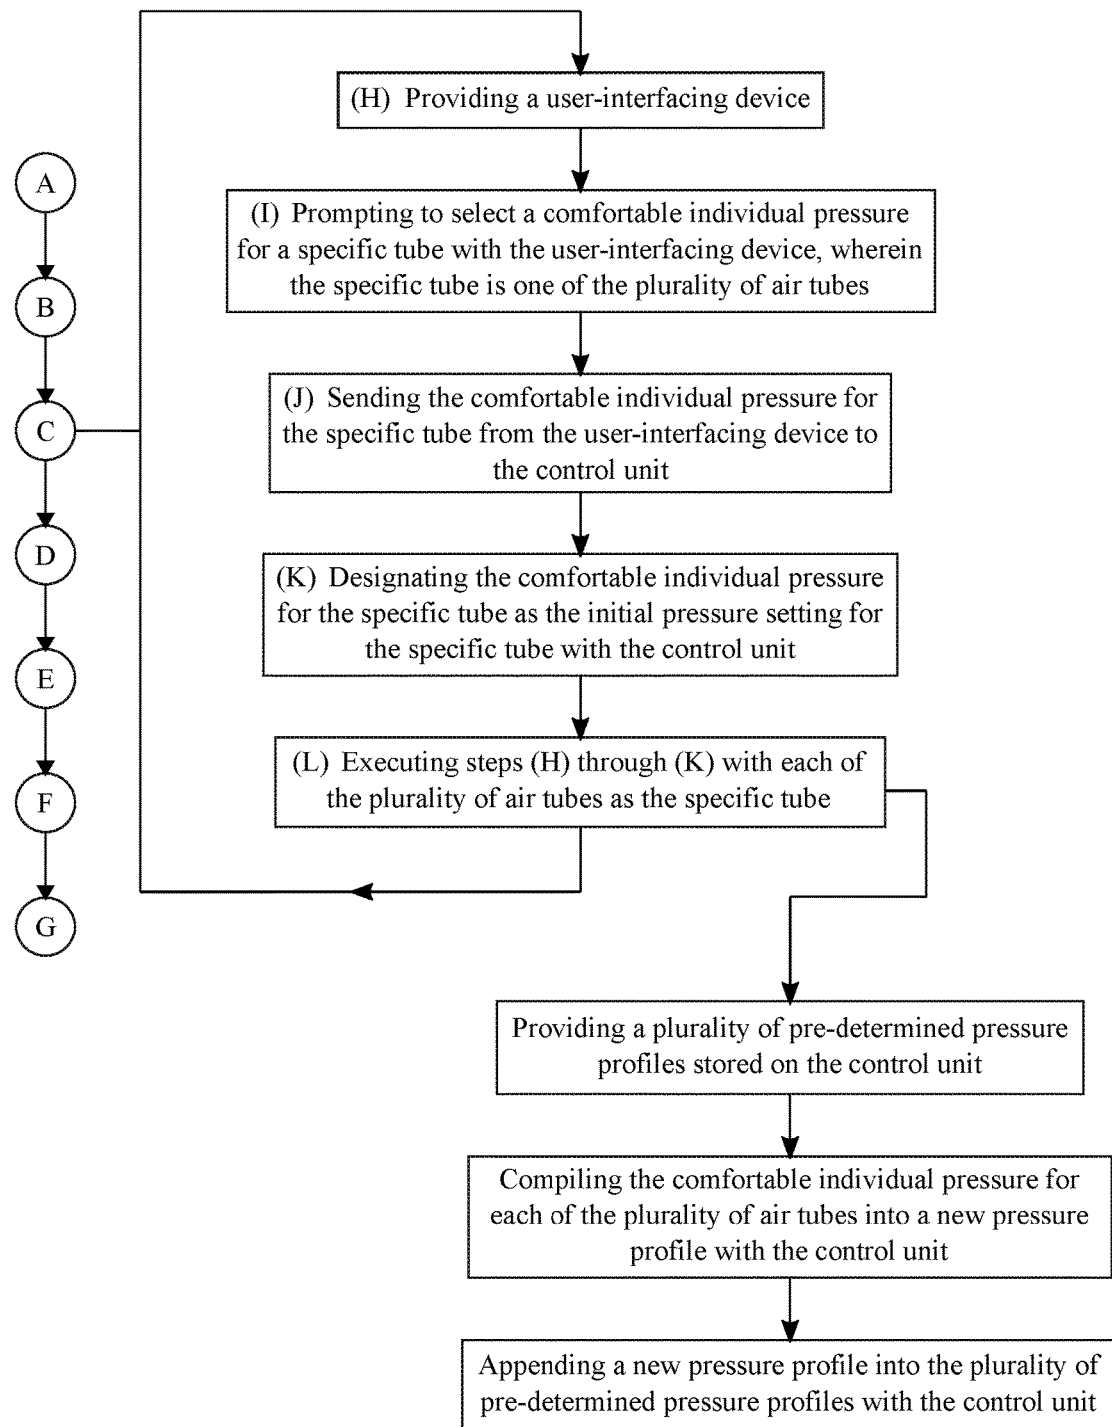 A
B
C
D
E
F
G
(H) Providing a user-interfacing device
(I) Prompting to select a comfortable individual pressure
for a specific tube with the user-interfacing device, wherein
the specific tube is one of the plurality of air tubes
(J) Sending the comfortable individual pressure for
the specific tube from the user-interfacing device to
the control unit
(K) Designating the comfortable individual pressure
for the specific tube as the initial pressure setting for
the specific tube with the control unit
(L) Executing steps (H) through (K) with each of
the plurality of air tubes as the specific tube
Providing a plurality of pre-determined pressure
profiles stored on the control unit
Compiling the comfortable individual pressure for
each of the plurality of air tubes into a new pressure
profile with the control unit
Appending a new pressure profile into the plurality of
pre-determined pressure profiles with the control unit